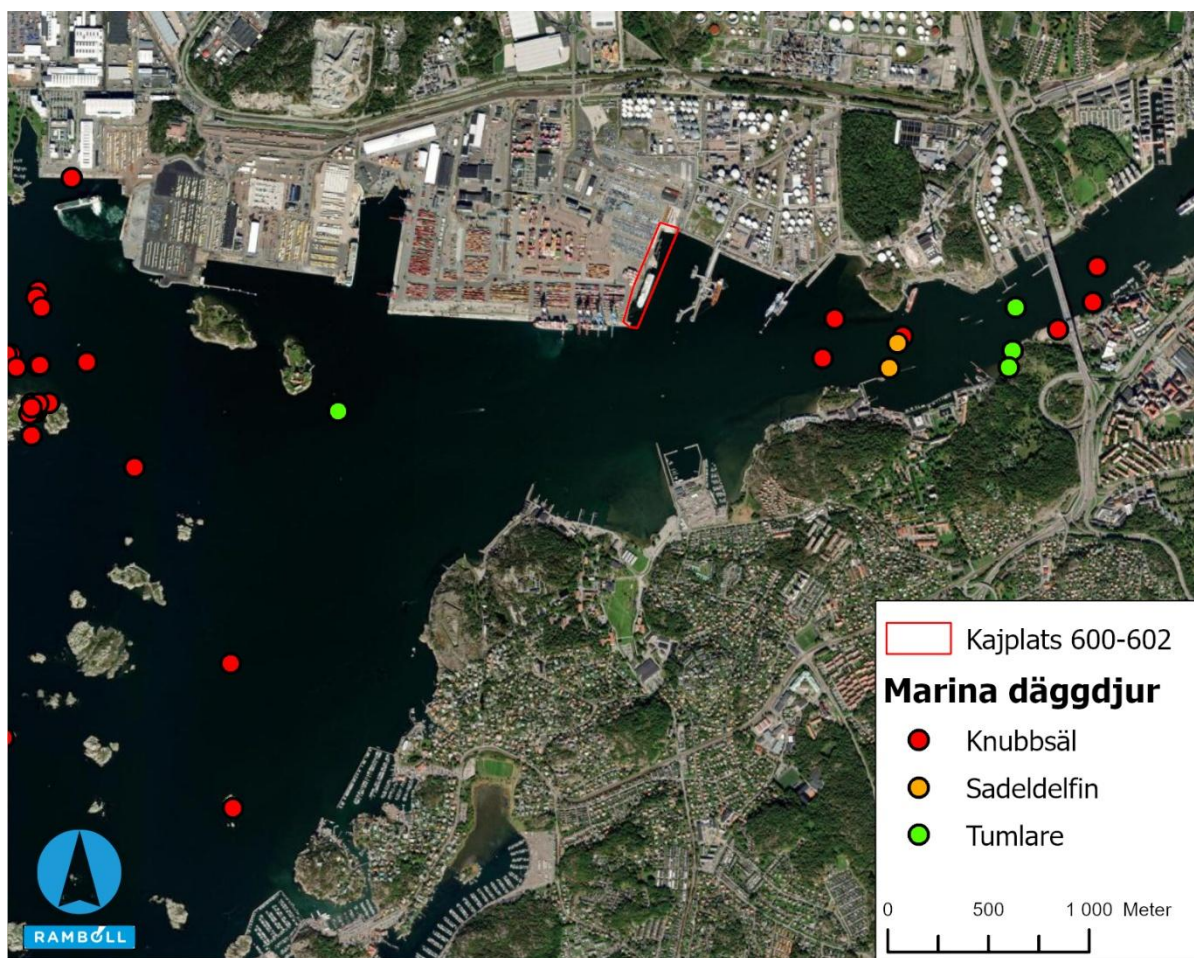 Kajplats 600-602
Marina däggdjur
Knubbsäl
Sadeldelfin
Tumlare
0 500 1 000 Meter
RAMBOLL